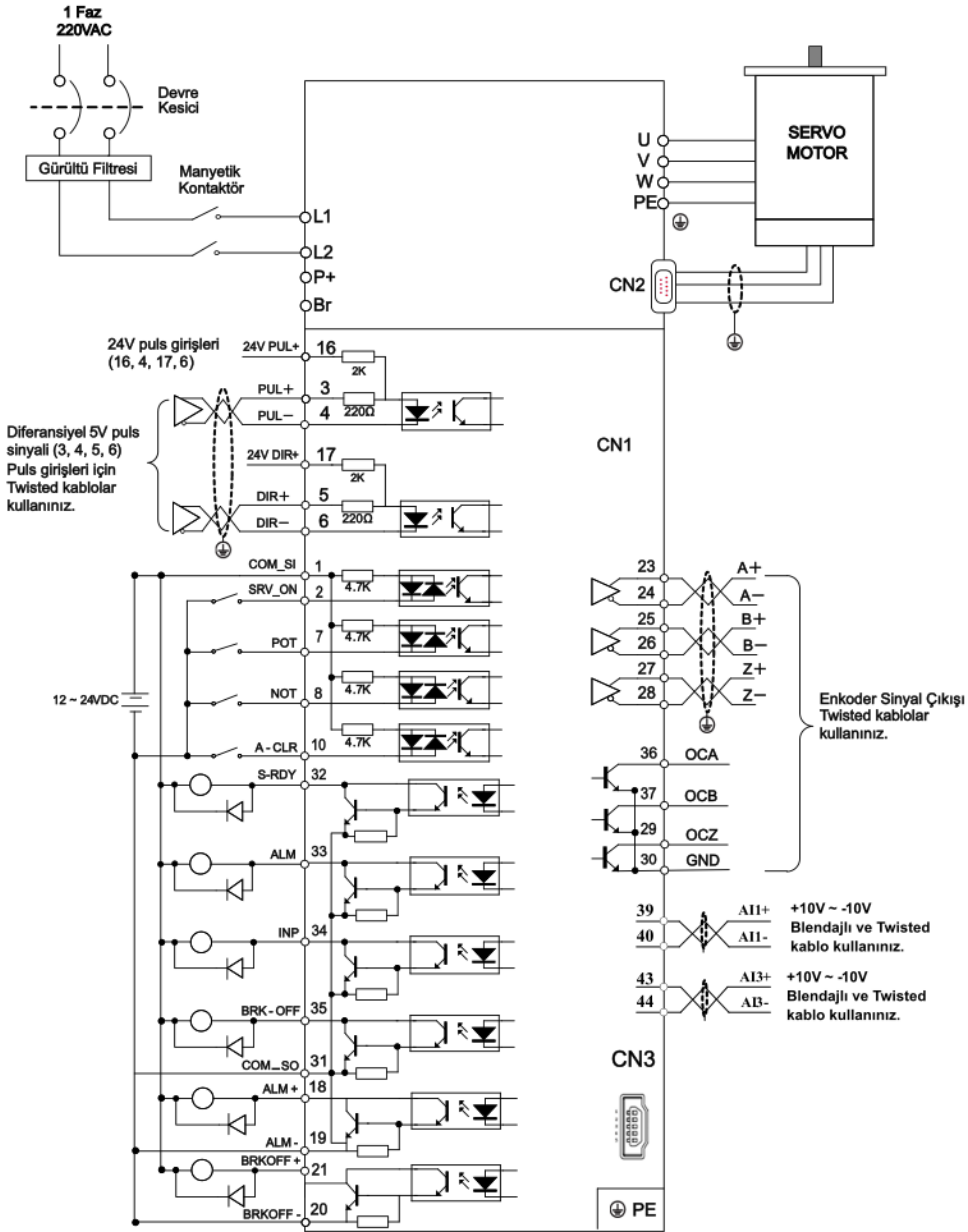 1 Faz
220VAC
Devre
Kesici
Gürültü Filtresi
Manyetik
Kontaktör
L1
L2
P+
Br
U
V
W
PE
SERVO
MOTOR
CN2
24V puls girişleri
(16, 4, 17, 6)
24V PUL+ 16
2K
PUL+ 3
220Ω
PUL- 4
Diferansiyel 5V puls
sinyali (3, 4, 5, 6)
Puls girişleri için
Twisted kablolar
kullanınız.
24V DIR+ 17
2K
DIR+ 5
220Ω
DIR- 6
CN1
COM_SI 1
4.7K
SRV_ON 2
POT 7
4.7K
NOT 8
4.7K
12 ~ 24VDC
A-CLR 10
4.7K
S-RDY 32
ALM 33
INP 34
BRK-OFF 35
COM_SO 31
ALM+ 18
ALM- 19
BRKOFF+ 21
BRKOFF- 20
23 A+
24 A-
25 B+
26 B-
27 Z+
28 Z-
Enkoder Sinyal Çıkışı
Twisted kablolar
kullanınız.
36 OCA
37 OCB
29 OCZ
30 GND
39 AI1+ +10V ~ -10V
40 AI1- Blendajlı ve Twisted
kablo kullanınız.
43 AI3+ +10V ~ -10V
44 AI3- Blendajlı ve Twisted
kablo kullanınız.
CN3
PE